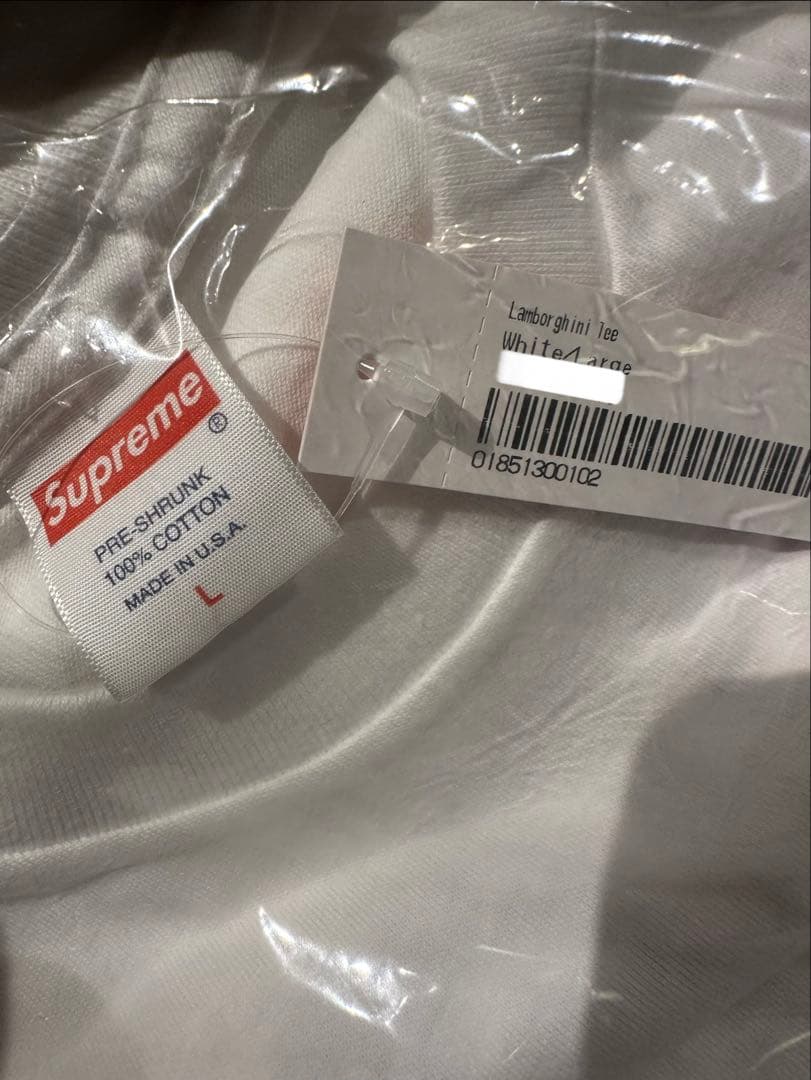 Supreme®
PRE-SHRUNK
100% COTTON
MADE IN U.S.A.
L
Lamborghini Tee
White/Large
01851300102